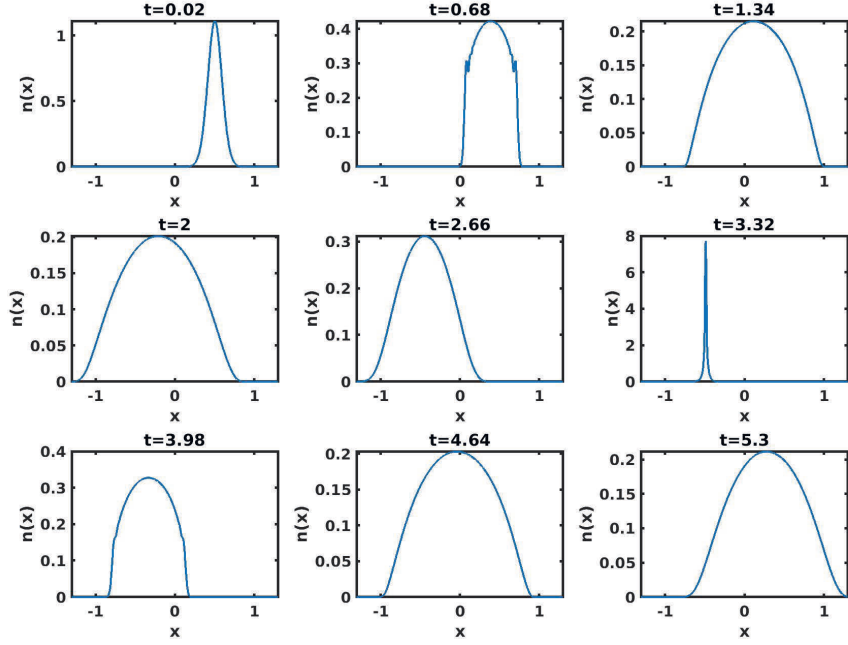 t=0.02
n(x)
1
0.5
0
-1 0 1
x
t=0.68
n(x)
0.4
0.3
0.2
0.1
0
-1 0 1
x
t=1.34
n(x)
0.2
0.15
0.1
0.05
0
-1 0 1
x
t=2
n(x)
0.2
0.15
0.1
0.05
0
-1 0 1
x
t=2.66
n(x)
0.3
0.2
0.1
0
-1 0 1
x
t=3.32
n(x)
8
6
4
2
0
-1 0 1
x
t=3.98
n(x)
0.4
0.3
0.2
0.1
0
-1 0 1
x
t=4.64
n(x)
0.2
0.15
0.1
0.05
0
-1 0 1
x
t=5.3
n(x)
0.2
0.15
0.1
0.05
0
-1 0 1
x